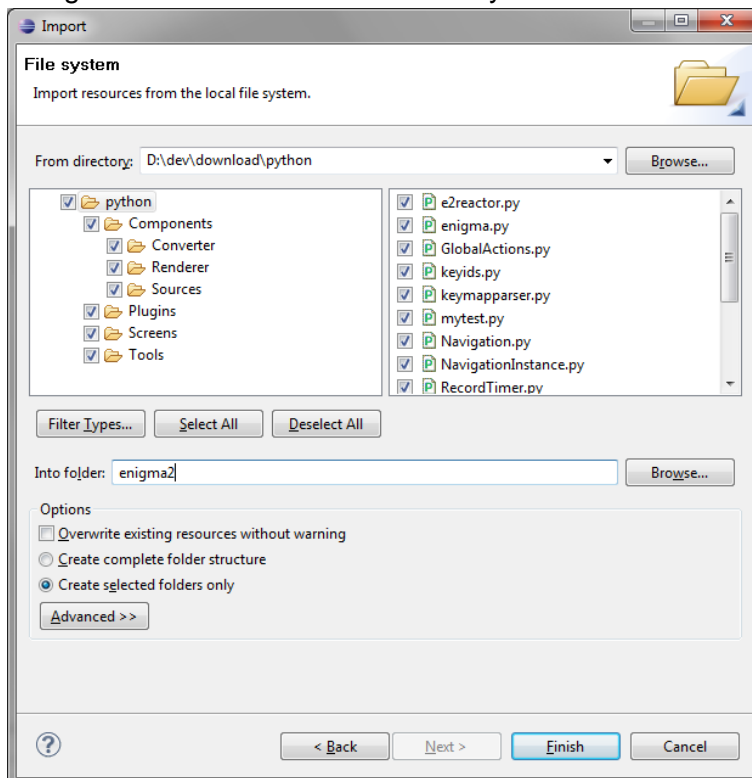 Import
File system
Import resources from the local file system.
From directory: D:\dev\download\python
Browse...
python
Components
Converter
Renderer
Sources
Plugins
Screens
Tools
e2reactor.py
enigma.py
GlobalActions.py
keyids.py
keymapparser.py
mytest.py
Navigation.py
NavigationInstance.py
RecordTimer.py
Filter Types...
Select All
Deselect All
Into folder: enigma2
Browse...
Options
Overwrite existing resources without warning
Create complete folder structure
Create selected folders only
Advanced >>
< Back
Next >
Finish
Cancel